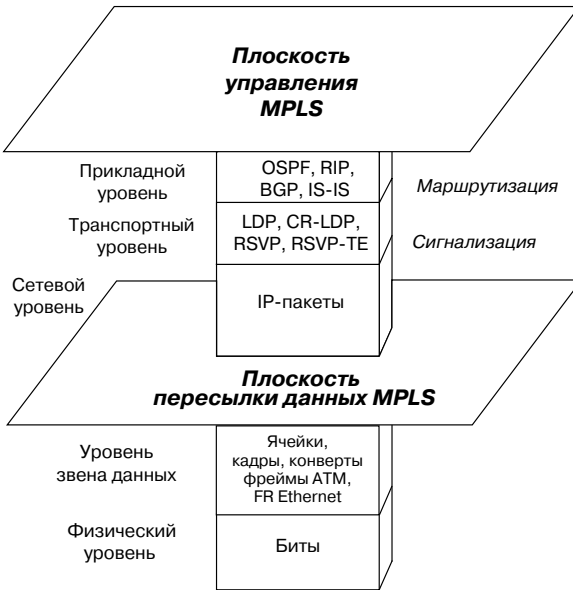 Плоскость
управления
MPLS
Прикладной
уровень
OSPF, RIP,
BGP, IS-IS
Маршрутизация
Транспортный
уровень
LDP, CR-LDP,
RSVP, RSVP-TE
Сигнализация
Сетевой
уровень
IP-пакеты
Плоскость
пересылки данных MPLS
Уровень
звена данных
Ячейки,
кадры, конверты
фреймы ATM,
FR Ethernet
Физический
уровень
Биты